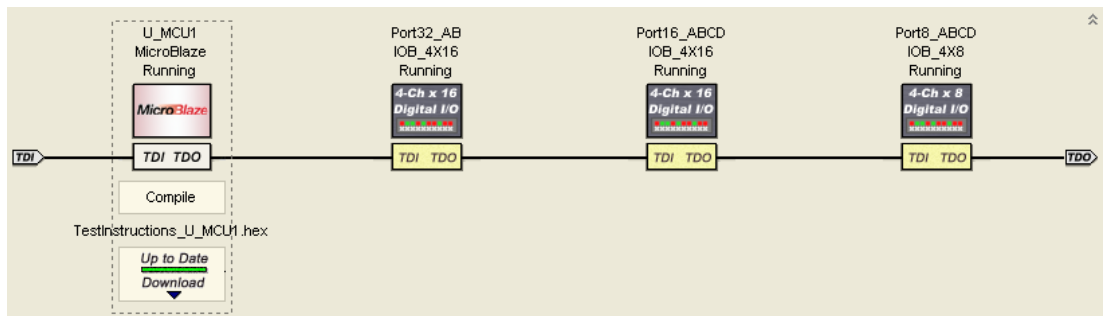 U_MCU1
MicroBlaze
Running
MicroBlaze
TDI TDO
Compile
TestInstructions_U_MCU1.hex
Up to Date
Download
Port32_AB
IOB_4X16
Running
4-Ch x 16
Digital I/O
TDI TDO
Port16_ABCD
IOB_4X16
Running
4-Ch x 16
Digital I/O
TDI TDO
Port8_ABCD
IOB_4X8
Running
4-Ch x 8
Digital I/O
TDI TDO
TDI
TDO